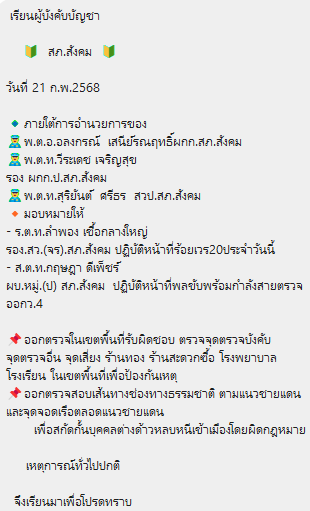 เรียนผู้บังคับบัญชา
🔰 สภ.สังคม 🔰
วันที่ 21 ก.พ.2568
🔹ภายใต้การอำนวยการของ
👮‍♂️พ.ต.อ.อลงกรณ์ เสนีย์รณฤทธิ์ผกก.สภ.สังคม
👮‍♂️พ.ต.ท.วีระเดช เจริญสุข
รอง ผกก.ป.สภ.สังคม
👮‍♂️พ.ต.ท.สุริยันต์ ศรีธร สวป.สภ.สังคม
🔸มอบหมายให้
- ร.ต.ท.ลำพอง เชื้อกลางใหญ่
รอง.สว.(จร).สภ.สังคม ปฏิบัติหน้าที่ร้อยเวร20ประจำวันนี้
- ส.ต.ท.กฤษฎา ดีเพ็ชร์
ผบ.หมู่.(ป) สภ.สังคม ปฏิบัติหน้าที่พลขับพร้อมกำลังสายตรวจ
ออกว.4
📌ออกตรวจในเขตพื้นที่รับผิดชอบ ตรวจจุดตรวจบังคับ
จุดตรวจอื่น จุดเสี่ยง ร้านทอง ร้านสะดวกซื้อ โรงพยาบาล
โรงเรียน ในเขตพื้นที่เพื่อป้องกันเหตุ
📌ออกตรวจสอบเส้นทางช่องทางธรรมชาติ ตามแนวชายแดน
และจุดจอดเรือตลอดแนวชายแดน
เพื่อสกัดกั้นบุคคลต่างด้าวหลบหนีเข้าเมืองโดยผิดกฎหมาย
เหตุการณ์ทั่วไปปกติ
จึงเรียนมาเพื่อโปรดทราบ